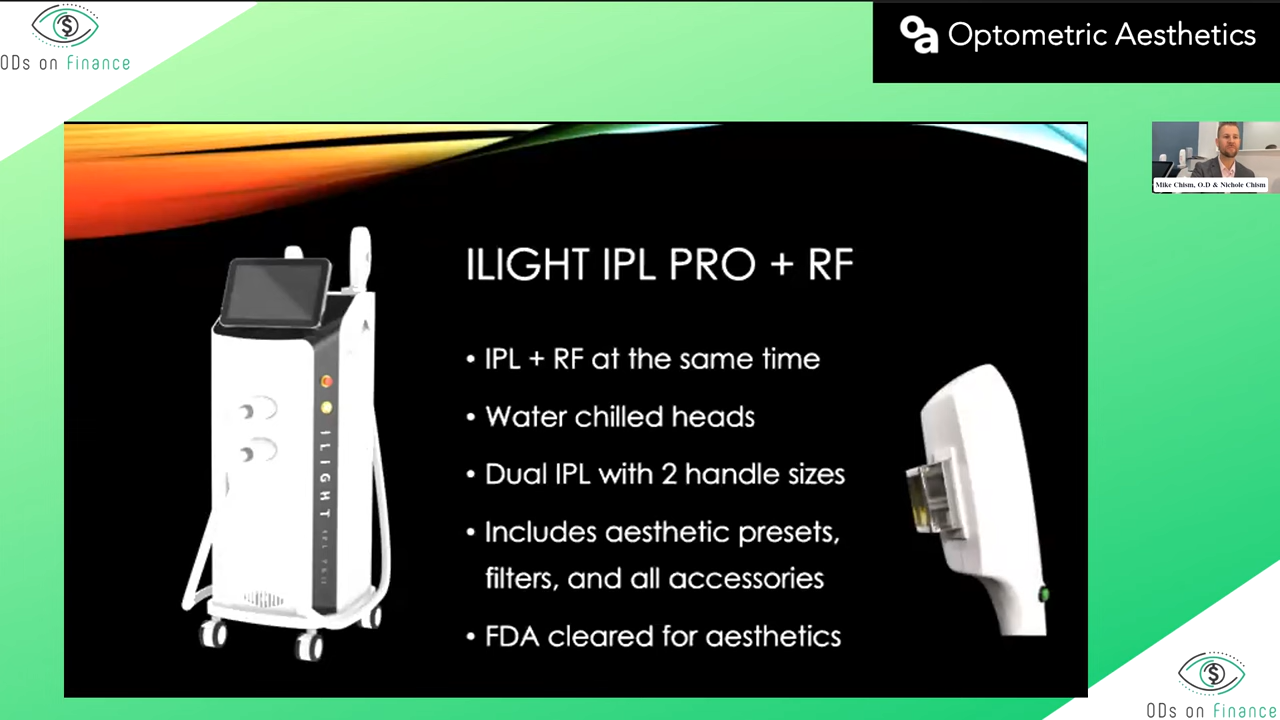 ODs on Finance
oa Optometric Aesthetics
Mike Chism, O.D & Nichole Chism
ILIGHT IPL PRO + RF
• IPL + RF at the same time
• Water chilled heads
• Dual IPL with 2 handle sizes
• Includes aesthetic presets,
filters, and all accessories
• FDA cleared for aesthetics
ILIGHT IPL PRO
$
ODs on Finance
$